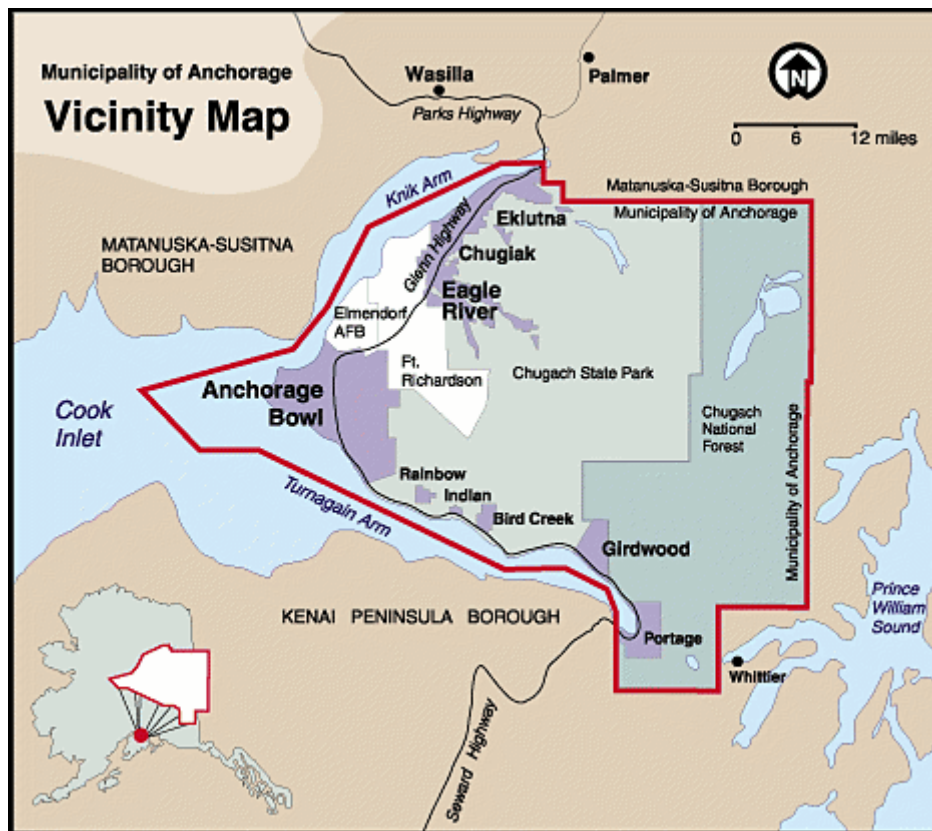 Municipality of Anchorage
Vicinity Map
Wasilla
Palmer
Parks Highway
N
0 6 12 miles
Knik Arm
Matanuska-Susitna Borough
Municipality of Anchorage
MATANUSKA-SUSITNA
BOROUGH
Glenn Highway
Eklutna
Chugiak
Eagle
River
Elmendorf
AFB
Ft.
Richardson
Chugach State Park
Anchorage
Bowl
Cook
Inlet
Chugsch
National
Forest
Municipality of Anchorage
Rainbow
Indian
Bird Creek
Turnagain Arm
Girdwood
KENAI PENINSULA BOROUGH
Prince
William
Sound
Portage
Whittier
Seward Highway